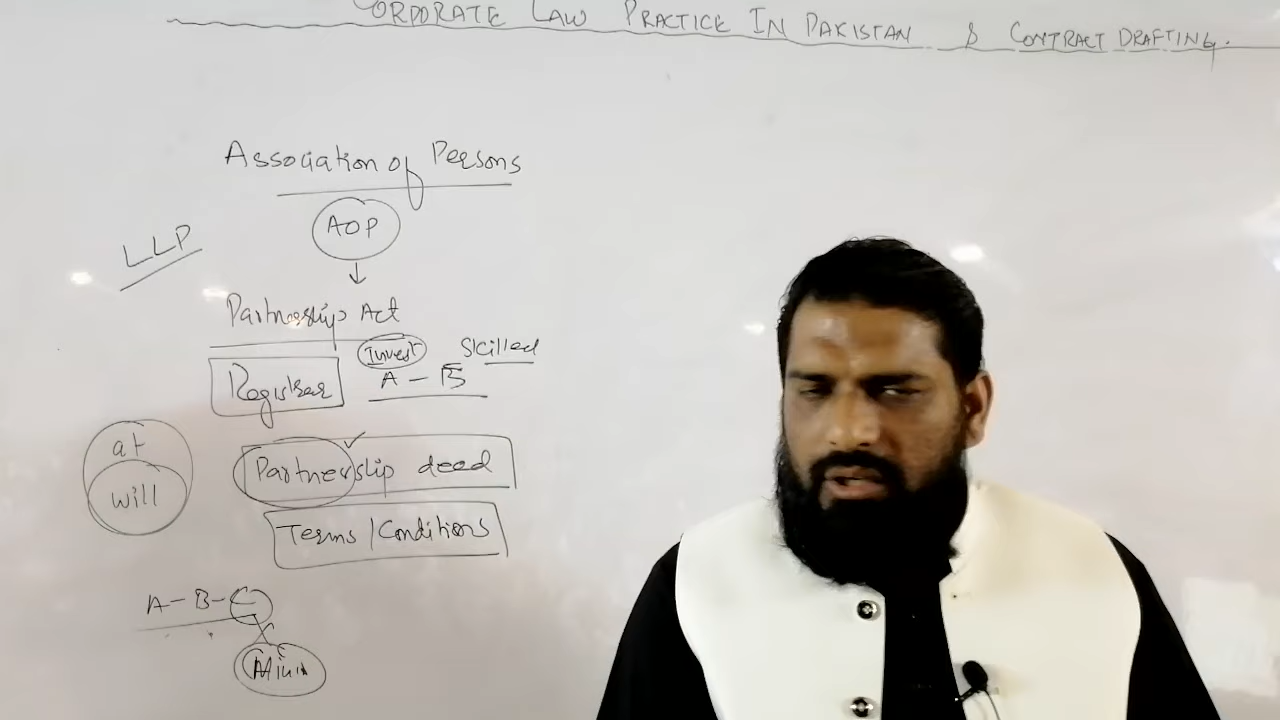 CORPORATE LAW PRACTICE IN PAKISTAN & CONTRACT DRAFTING.
Association of Persons
AOP
LLP
Partnership Act
Invest Skilled
Registrar A - B
at
will
Partnership deed
Terms / Conditions
A - B - C